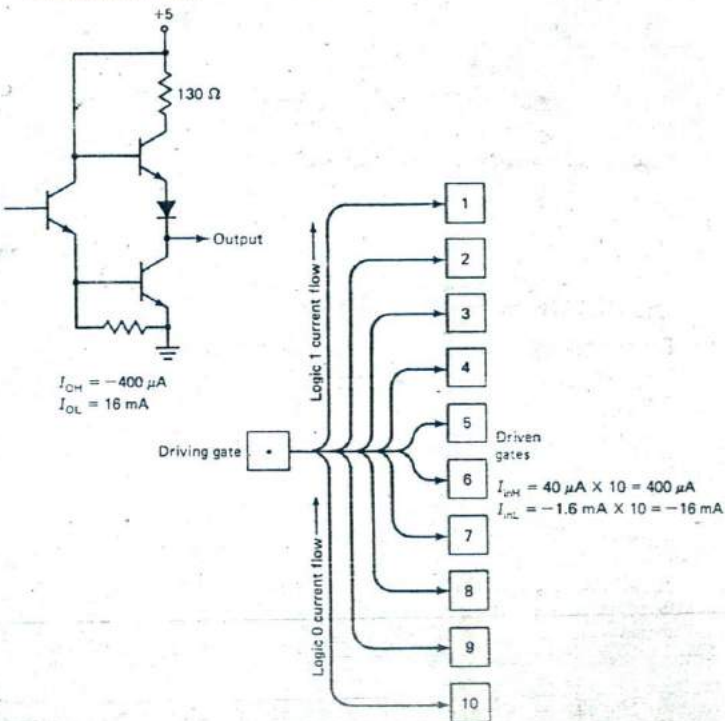 +5
130 Ω
Output
I_OH = −400 μA
I_OL = 16 mA
Logic 1 current flow
Driving gate
Logic 0 current flow
1
2
3
4
5
6
7
8
9
10
Driven
gates
I_inH = 40 μA X 10 = 400 μA
I_inL = −1.6 mA X 10 = −16 mA